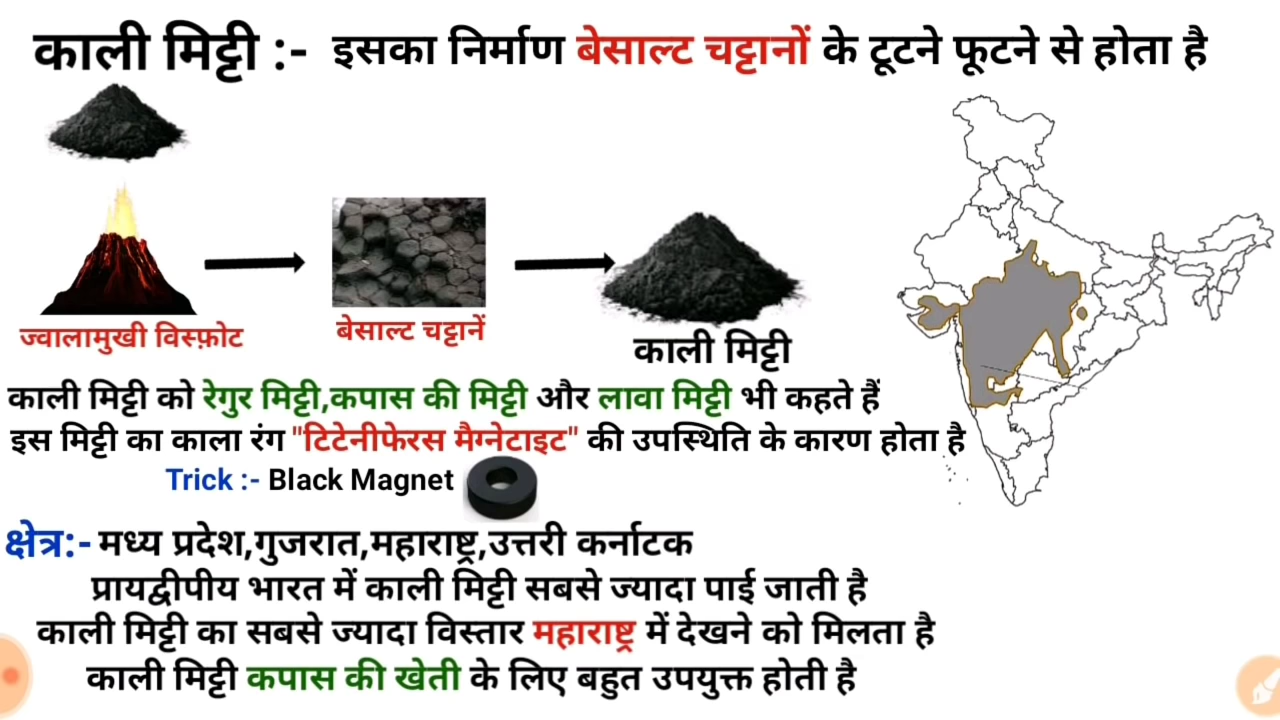 काली मिट्टी :- इसका निर्माण बेसाल्ट चट्टानों के टूटने फूटने से होता है
ज्वालामुखी विस्फ़ोट
बेसाल्ट चट्टानें
काली मिट्टी
काली मिट्टी को रेगुर मिट्टी,कपास की मिट्टी और लावा मिट्टी भी कहते हैं
इस मिट्टी का काला रंग "टिटेनीफेरस मैग्नेटाइट" की उपस्थिति के कारण होता है
Trick :- Black Magnet
क्षेत्र:- मध्य प्रदेश,गुजरात,महाराष्ट्र,उत्तरी कर्नाटक
प्रायद्वीपीय भारत में काली मिट्टी सबसे ज्यादा पाई जाती है
काली मिट्टी का सबसे ज्यादा विस्तार महाराष्ट्र में देखने को मिलता है
काली मिट्टी कपास की खेती के लिए बहुत उपयुक्त होती है